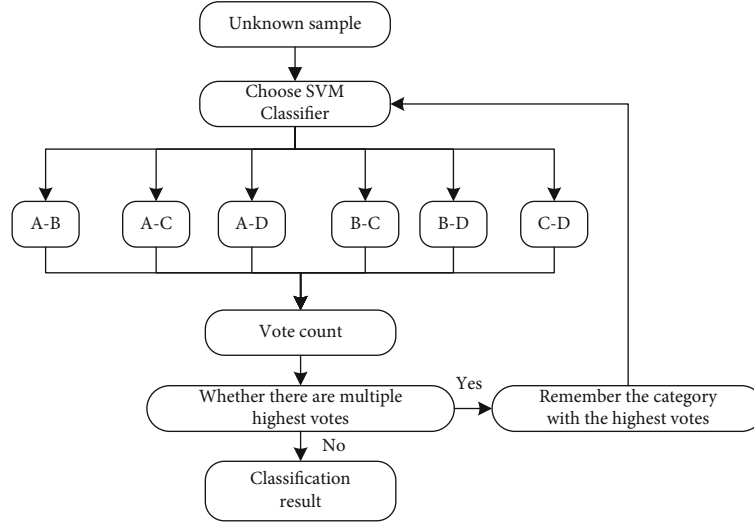 Unknown sample
Choose SVM
Classifier
A-B
A-C
A-D
B-C
B-D
C-D
Vote count
Whether there are multiple
highest votes
Yes
Remember the category
with the highest votes
No
Classification
result